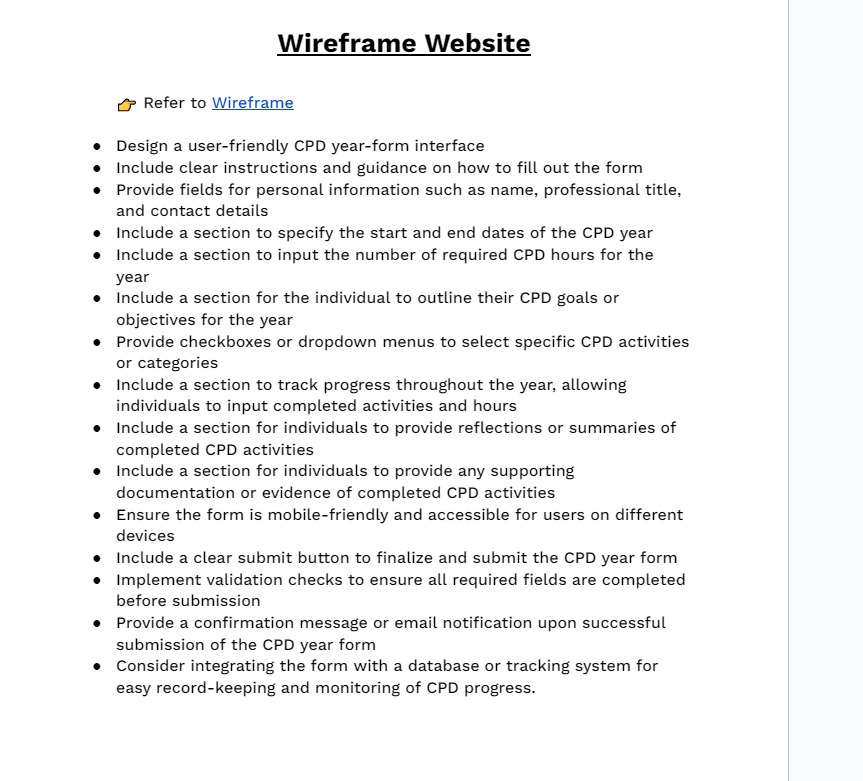 Wireframe Website
👉 Refer to Wireframe
● Design a user-friendly CPD year-form interface
● Include clear instructions and guidance on how to fill out the form
● Provide fields for personal information such as name, professional title,
and contact details
● Include a section to specify the start and end dates of the CPD year
● Include a section to input the number of required CPD hours for the
year
● Include a section for the individual to outline their CPD goals or
objectives for the year
● Provide checkboxes or dropdown menus to select specific CPD activities
or categories
● Include a section to track progress throughout the year, allowing
individuals to input completed activities and hours
● Include a section for individuals to provide reflections or summaries of
completed CPD activities
● Include a section for individuals to provide any supporting
documentation or evidence of completed CPD activities
● Ensure the form is mobile-friendly and accessible for users on different
devices
● Include a clear submit button to finalize and submit the CPD year form
● Implement validation checks to ensure all required fields are completed
before submission
● Provide a confirmation message or email notification upon successful
submission of the CPD year form
● Consider integrating the form with a database or tracking system for
easy record-keeping and monitoring of CPD progress.